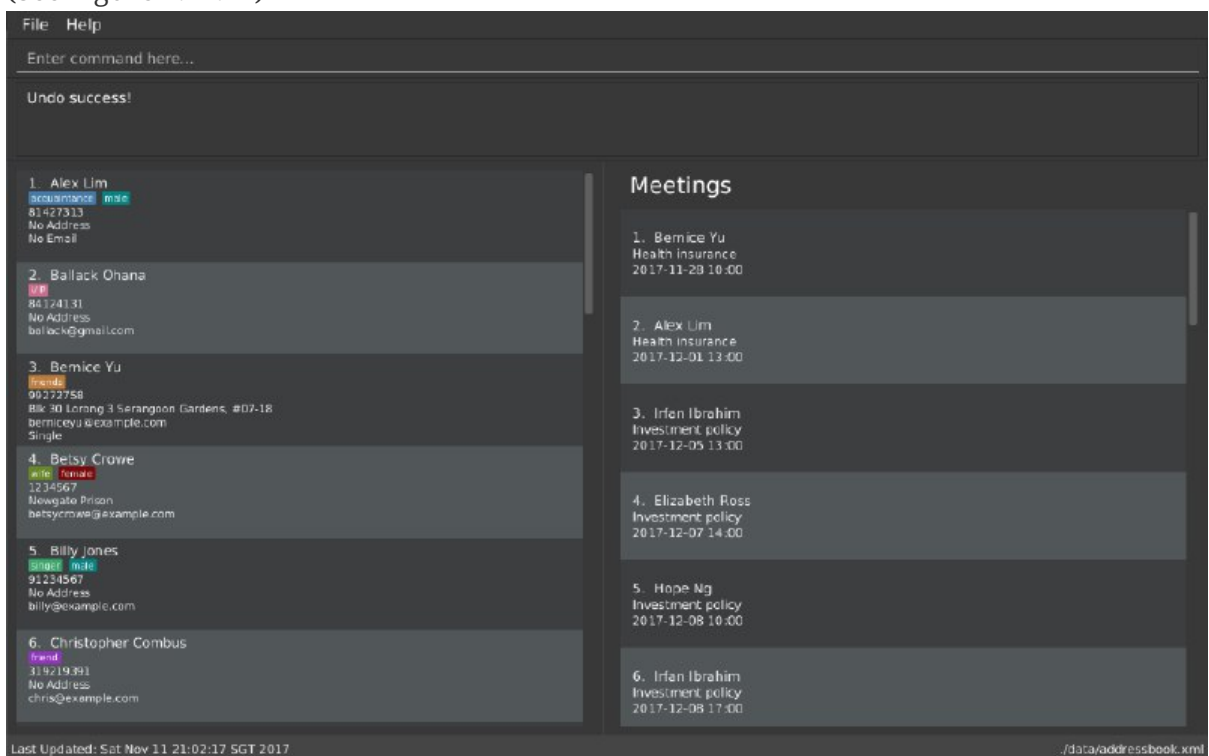 File Help
Enter command here...
Undo success!
1. Alex Lim
acquaintance male
81427313
No Address
No Email
2. Ballack Ohana
VIP
84124131
No Address
ballack@gmail.com
3. Bernice Yu
friends
99272758
Blk 30 Lorong 3 Serangoon Gardens, #07-18
berniceyu@example.com
Single
4. Betsy Crowe
wife female
1234567
Newgate Prison
betsycrowe@example.com
5. Billy Jones
singer male
91234567
No Address
billy@example.com
6. Christopher Combus
friend
319219391
No Address
chris@example.com
Meetings
1. Bernice Yu
Health insurance
2017-11-28 10:00
2. Alex Lim
Health insurance
2017-12-01 13:00
3. Irfan Ibrahim
Investment policy
2017-12-05 13:00
4. Elizabeth Ross
Investment policy
2017-12-07 14:00
5. Hope Ng
Investment policy
2017-12-08 10:00
6. Irfan Ibrahim
Investment policy
2017-12-08 17:00
Last Updated: Sat Nov 11 21:02:17 SGT 2017
./data/addressbook.xml